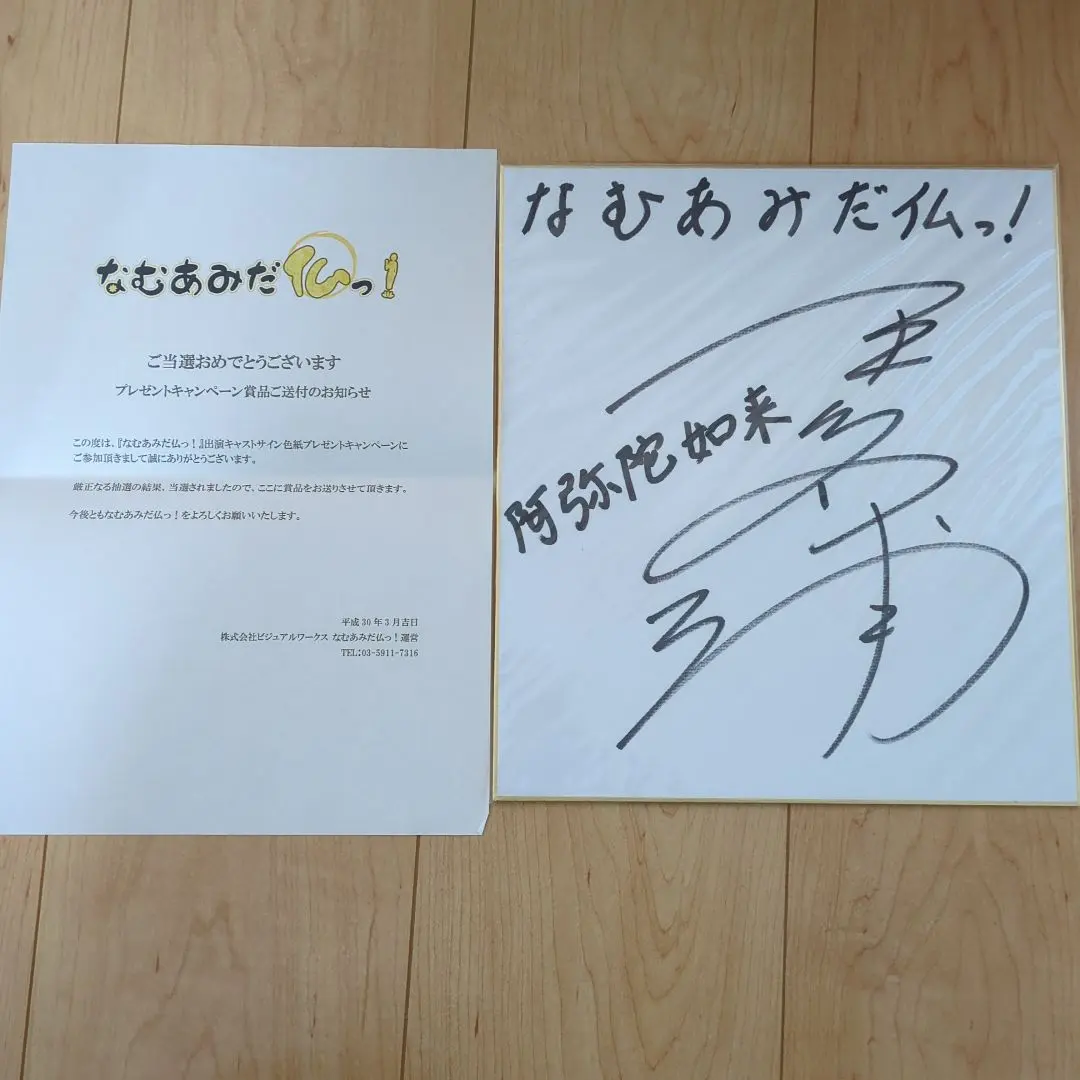 なむあみだ仏っ！
ご当選おめでとうございます
プレゼントキャンペーン賞品ご送付のお知らせ
この度は、『なむあみだ仏っ！』出演キャストサイン色紙プレゼントキャンペーンに
ご参加頂きまして誠にありがとうございます。
厳正なる抽選の結果、当選されましたので、ここに賞品をお送りさせて頂きます。
今後ともなむあみだ仏っ！をよろしくお願いいたします。
平成30年3月吉日
株式会社ビジュアルワークス なむあみだ仏っ！運営
TEL:03-5911-7316
なむあみだ仏っ!
阿弥陀如来